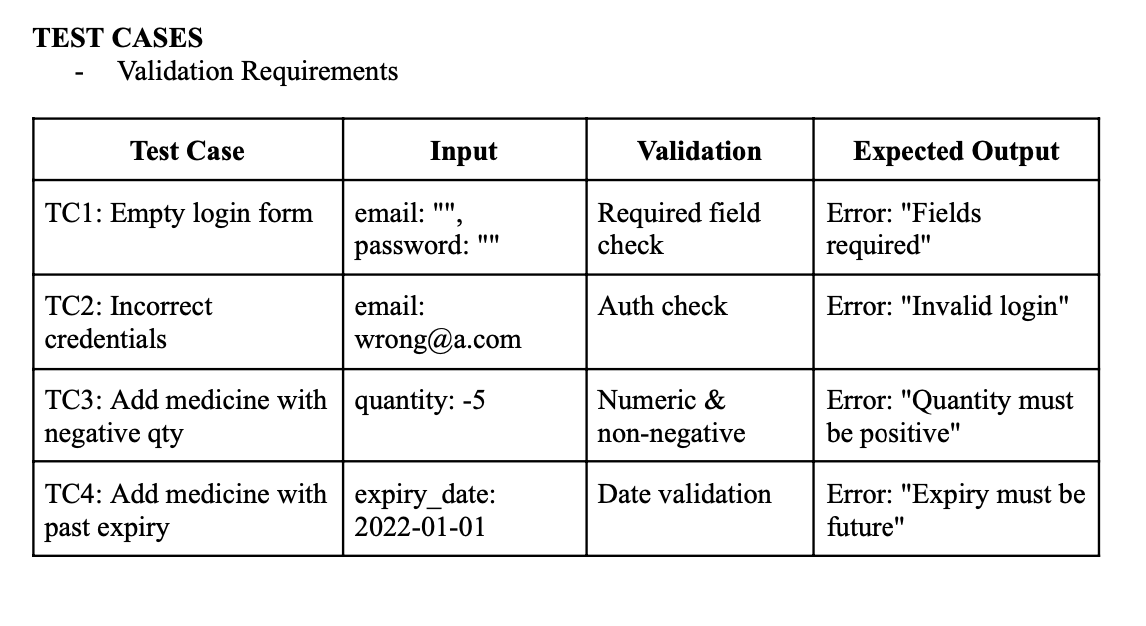 TEST CASES
- Validation Requirements
Test Case Input Validation Expected Output
TC1: Empty login form email: "", Required field Error: "Fields
password: "" check required"
TC2: Incorrect email: Auth check Error: "Invalid login"
credentials wrong@a.com
TC3: Add medicine with quantity: -5 Numeric & Error: "Quantity must
negative qty non-negative be positive"
TC4: Add medicine with expiry_date: Date validation Error: "Expiry must be
past expiry 2022-01-01 future"